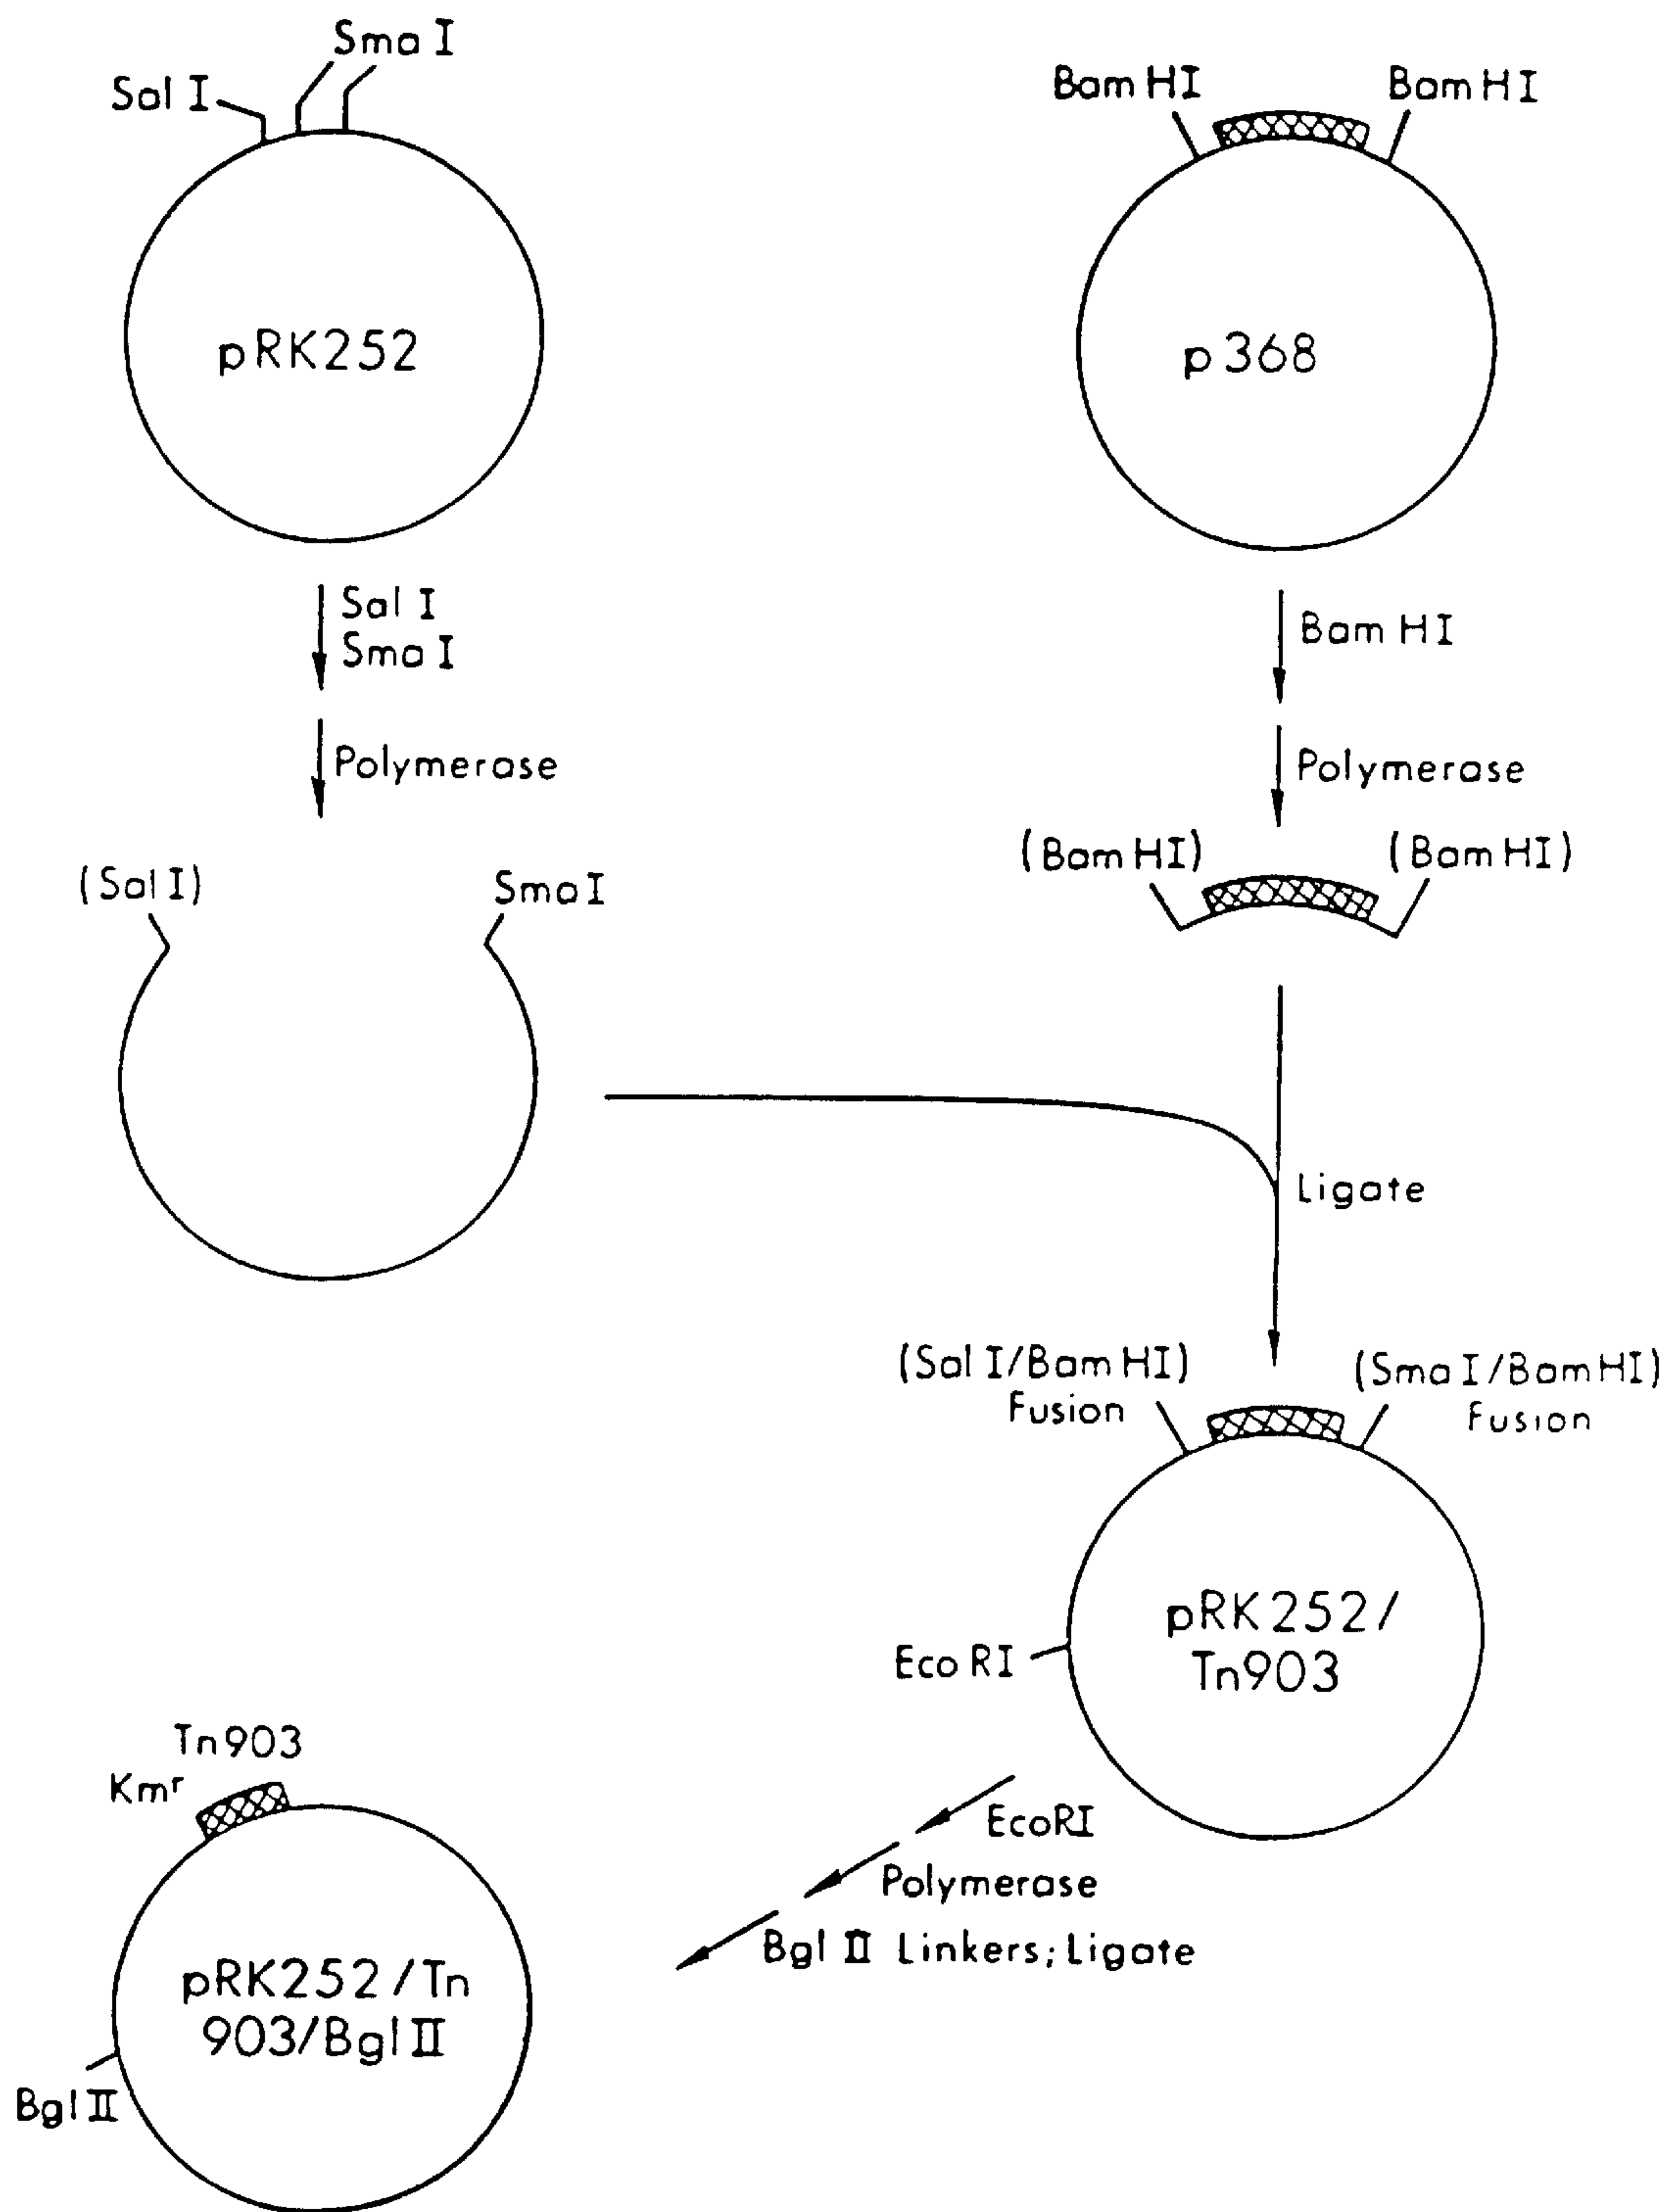 Sma I
Sal I
pRK252
Sal I
Sma I
Polymerase
(Sal I)
Sma I
Bam HI
Bam HI
p368
Bam HI
Polymerase
(Bam HI)
(Bam HI)
Ligate
(Sal I/Bam HI)
Fusion
(Sma I/Bam HI)
Fusion
pRK252/
Tn903
Eco RI
EcoRI
Polymerase
Bgl II Linkers; Ligate
Tn903
Kmr
pRK252/Tn
903/Bgl II
Bgl II